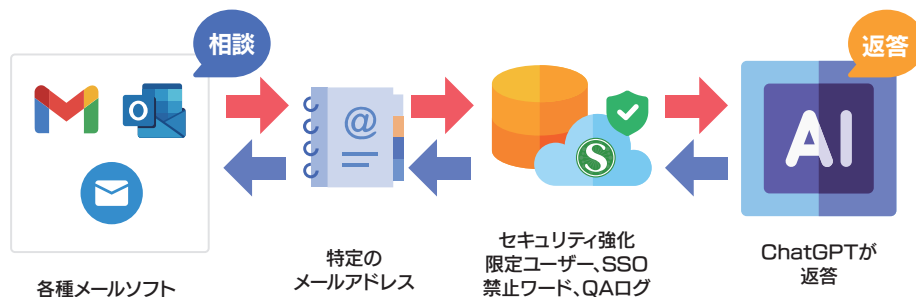 相談
返答
@
S
AI
各種メールソフト
特定の
メールアドレス
セキュリティ強化
限定ユーザー、SSO
禁止ワード、QAログ
ChatGPTが
返答